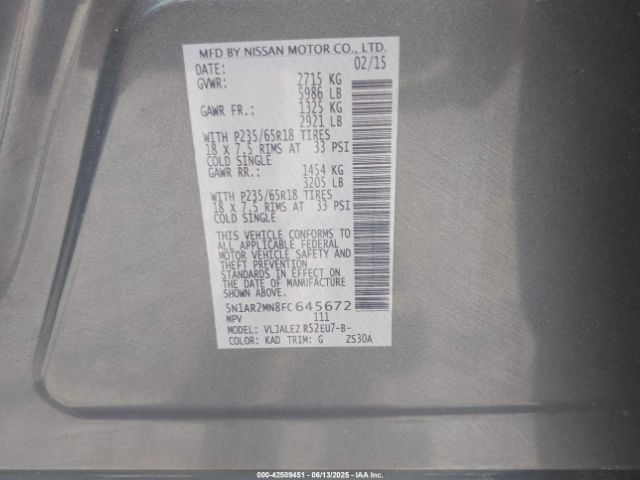 MFD BY NISSAN MOTOR CO., LTD.
DATE: 02/15
GVWR: 2715 KG
5986 LB
GAWR FR.: 1325 KG
2921 LB
WITH P235/65R18 TIRES
18 X 7.5 RIMS AT 33 PSI
COLD SINGLE
GAWR RR.: 1454 KG
3205 LB
WITH P235/65R18 TIRES
18 X 7.5 RIMS AT 33 PSI
COLD SINGLE
THIS VEHICLE CONFORMS TO
ALL APPLICABLE FEDERAL
MOTOR VEHICLE SAFETY AND
THEFT PREVENTION
STANDARDS IN EFFECT ON
THE DATE OF MANUFACTURE
SHOWN ABOVE.
5N1AR2MN8FC645672
MPV 111
MODEL: VLJALEZ R52EU7-B-
COLOR: KAD TRIM: G ZS30A
000-42509451 - 06/13/2025 - IAA Inc.